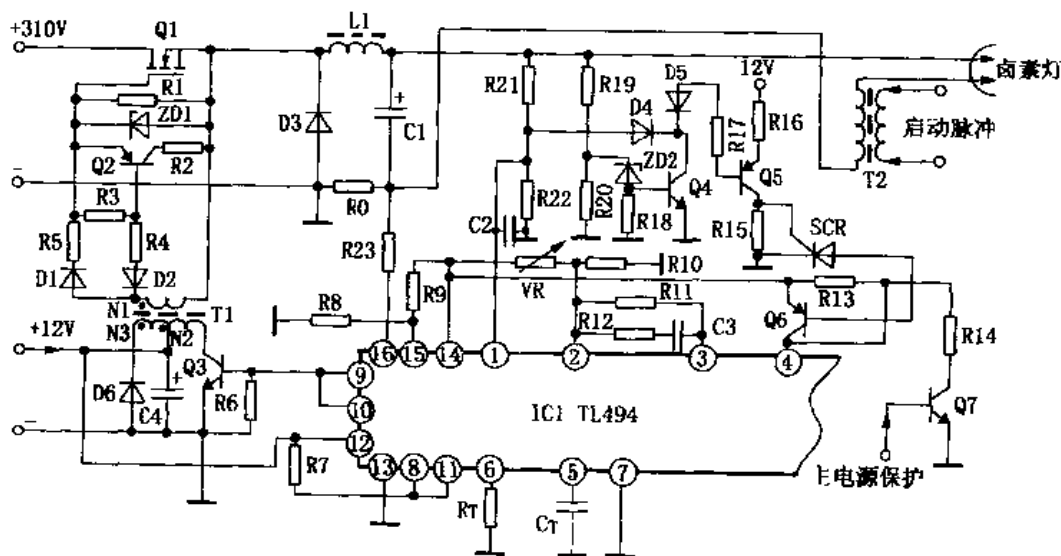 +310V
Q1
L1
R1
ZD1
Q2
R2
R3
R5
R4
D1
D2
N1
T1
N3
N2
+12V
Q3
D6
C4
R6
D3
C1
R0
R23
R21
R19
D5
12V
D4
R17
R16
ZD2
Q4
Q5
R22
R20
R18
C2
R15
SCR
T2
卤素灯
启动脉冲
R9
VR
R10
R8
R11
R12
C3
R13
Q6
R14
Q7
16
15
14
1
2
3
4
9
10
12
13
8
11
6
5
7
IC1 TL494
R7
RT
CT
电源保护